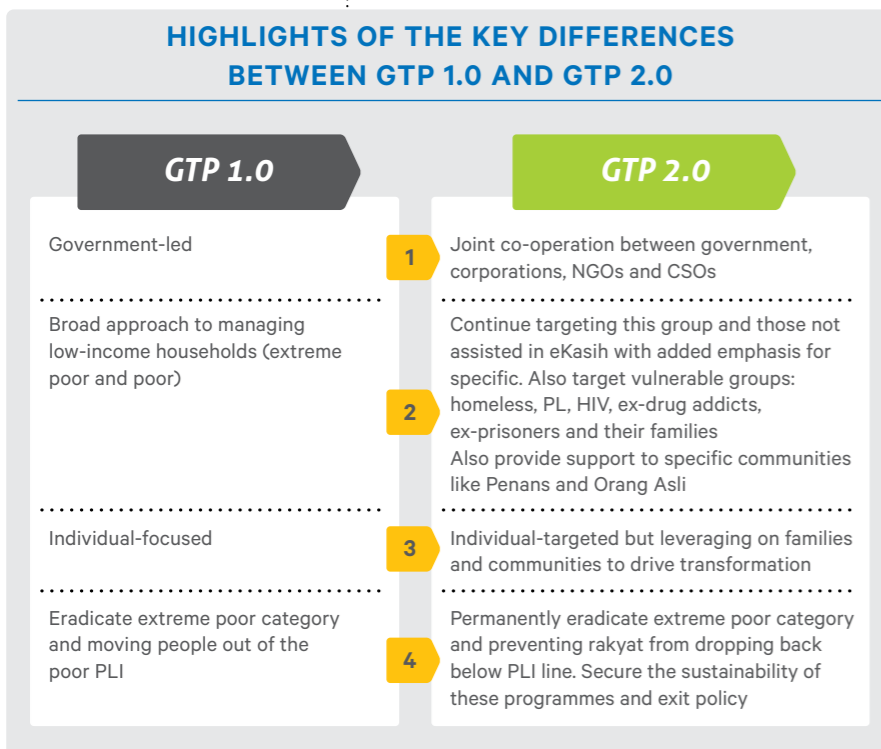 HIGHLIGHTS OF THE KEY DIFFERENCES
BETWEEN GTP 1.0 AND GTP 2.0
GTP 1.0
GTP 2.0
Government-led
1
Joint co-operation between government,
corporations, NGOs and CSOs
Broad approach to managing
low-income households (extreme
poor and poor)
2
Continue targeting this group and those not
assisted in eKasih with added emphasis for
specific. Also target vulnerable groups:
homeless, PL, HIV, ex-drug addicts,
ex-prisoners and their families
Also provide support to specific communities
like Penans and Orang Asli
Individual-focused
3
Individual-targeted but leveraging on families
and communities to drive transformation
Eradicate extreme poor category
and moving people out of the
poor PLI
4
Permanently eradicate extreme poor category
and preventing rakyat from dropping back
below PLI line. Secure the sustainability of
these programmes and exit policy